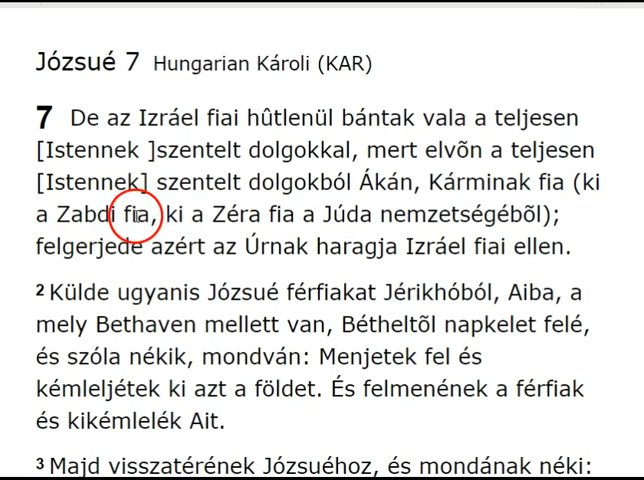 Józsué 7 Hungarian Károli (KAR)
7 De az Izráel fiai hûtlenül bántak vala a teljesen
[Istennek ]szentelt dolgokkal, mert elvõn a teljesen
[Istennek] szentelt dolgokból Ákán, Kárminak fia (ki
a Zabdi fia, ki a Zéra fia a Júda nemzetségébõl);
felgerjede azért az Úrnak haragja Izráel fiai ellen.
2 Külde ugyanis Józsué férfiakat Jérikhóból, Aiba, a
mely Bethaven mellett van, Bétheltõl napkelet felé,
és szóla nékik, mondván: Menjetek fel és
kémleljétek ki azt a földet. És felmenének a férfiak
és kikémlelék Ait.
3 Majd visszatérének Józsuéhoz, és mondának néki: